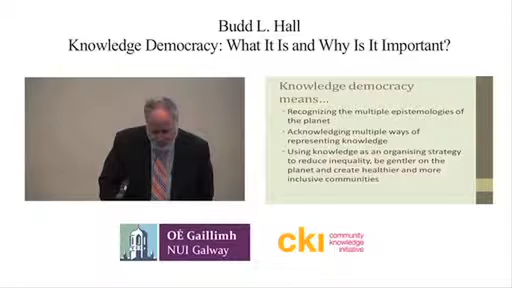 Budd L. Hall
Knowledge Democracy: What It Is and Why Is It Important?
Knowledge democracy
means...
Recognizing the multiple epistemologies of
the planet
Acknowledging multiple ways of
representing knowledge
Using knowledge as an organising strategy
to reduce inequality, be gentler on the
planet and create healthier and more
inclusive communities
OÉ Gaillimh
NUI Galway
cki
community
knowledge
initiative